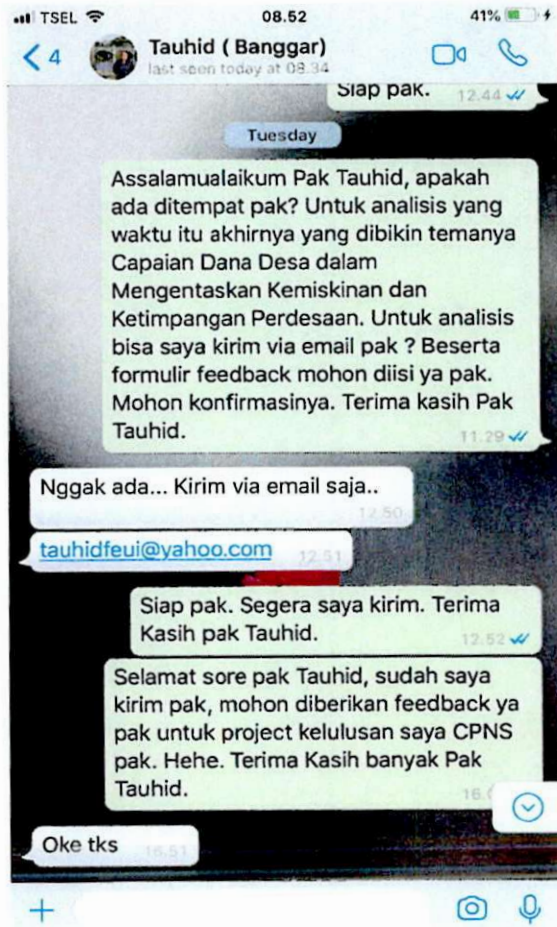 TSEL 08.52 41%
4 Tauhid ( Banggar)
last seen today at 08.34
Siap pak. 12.44
Tuesday
Assalamualaikum Pak Tauhid, apakah
ada ditempat pak? Untuk analisis yang
waktu itu akhirnya yang dibikin temanya
Capaian Dana Desa dalam
Mengentaskan Kemiskinan dan
Ketimpangan Perdesaan. Untuk analisis
bisa saya kirim via email pak ? Beserta
formulir feedback mohon diisi ya pak.
Mohon konfirmasinya. Terima kasih Pak
Tauhid. 11.29
Nggak ada... Kirim via email saja..
12.50
tauhidfeui@yahoo.com 12.51
Siap pak. Segera saya kirim. Terima
Kasih pak Tauhid. 12.52
Selamat sore pak Tauhid, sudah saya
kirim pak, mohon diberikan feedback ya
pak untuk project kelulusan saya CPNS
pak. Hehe. Terima Kasih banyak Pak
Tauhid.
Oke tks 16.51